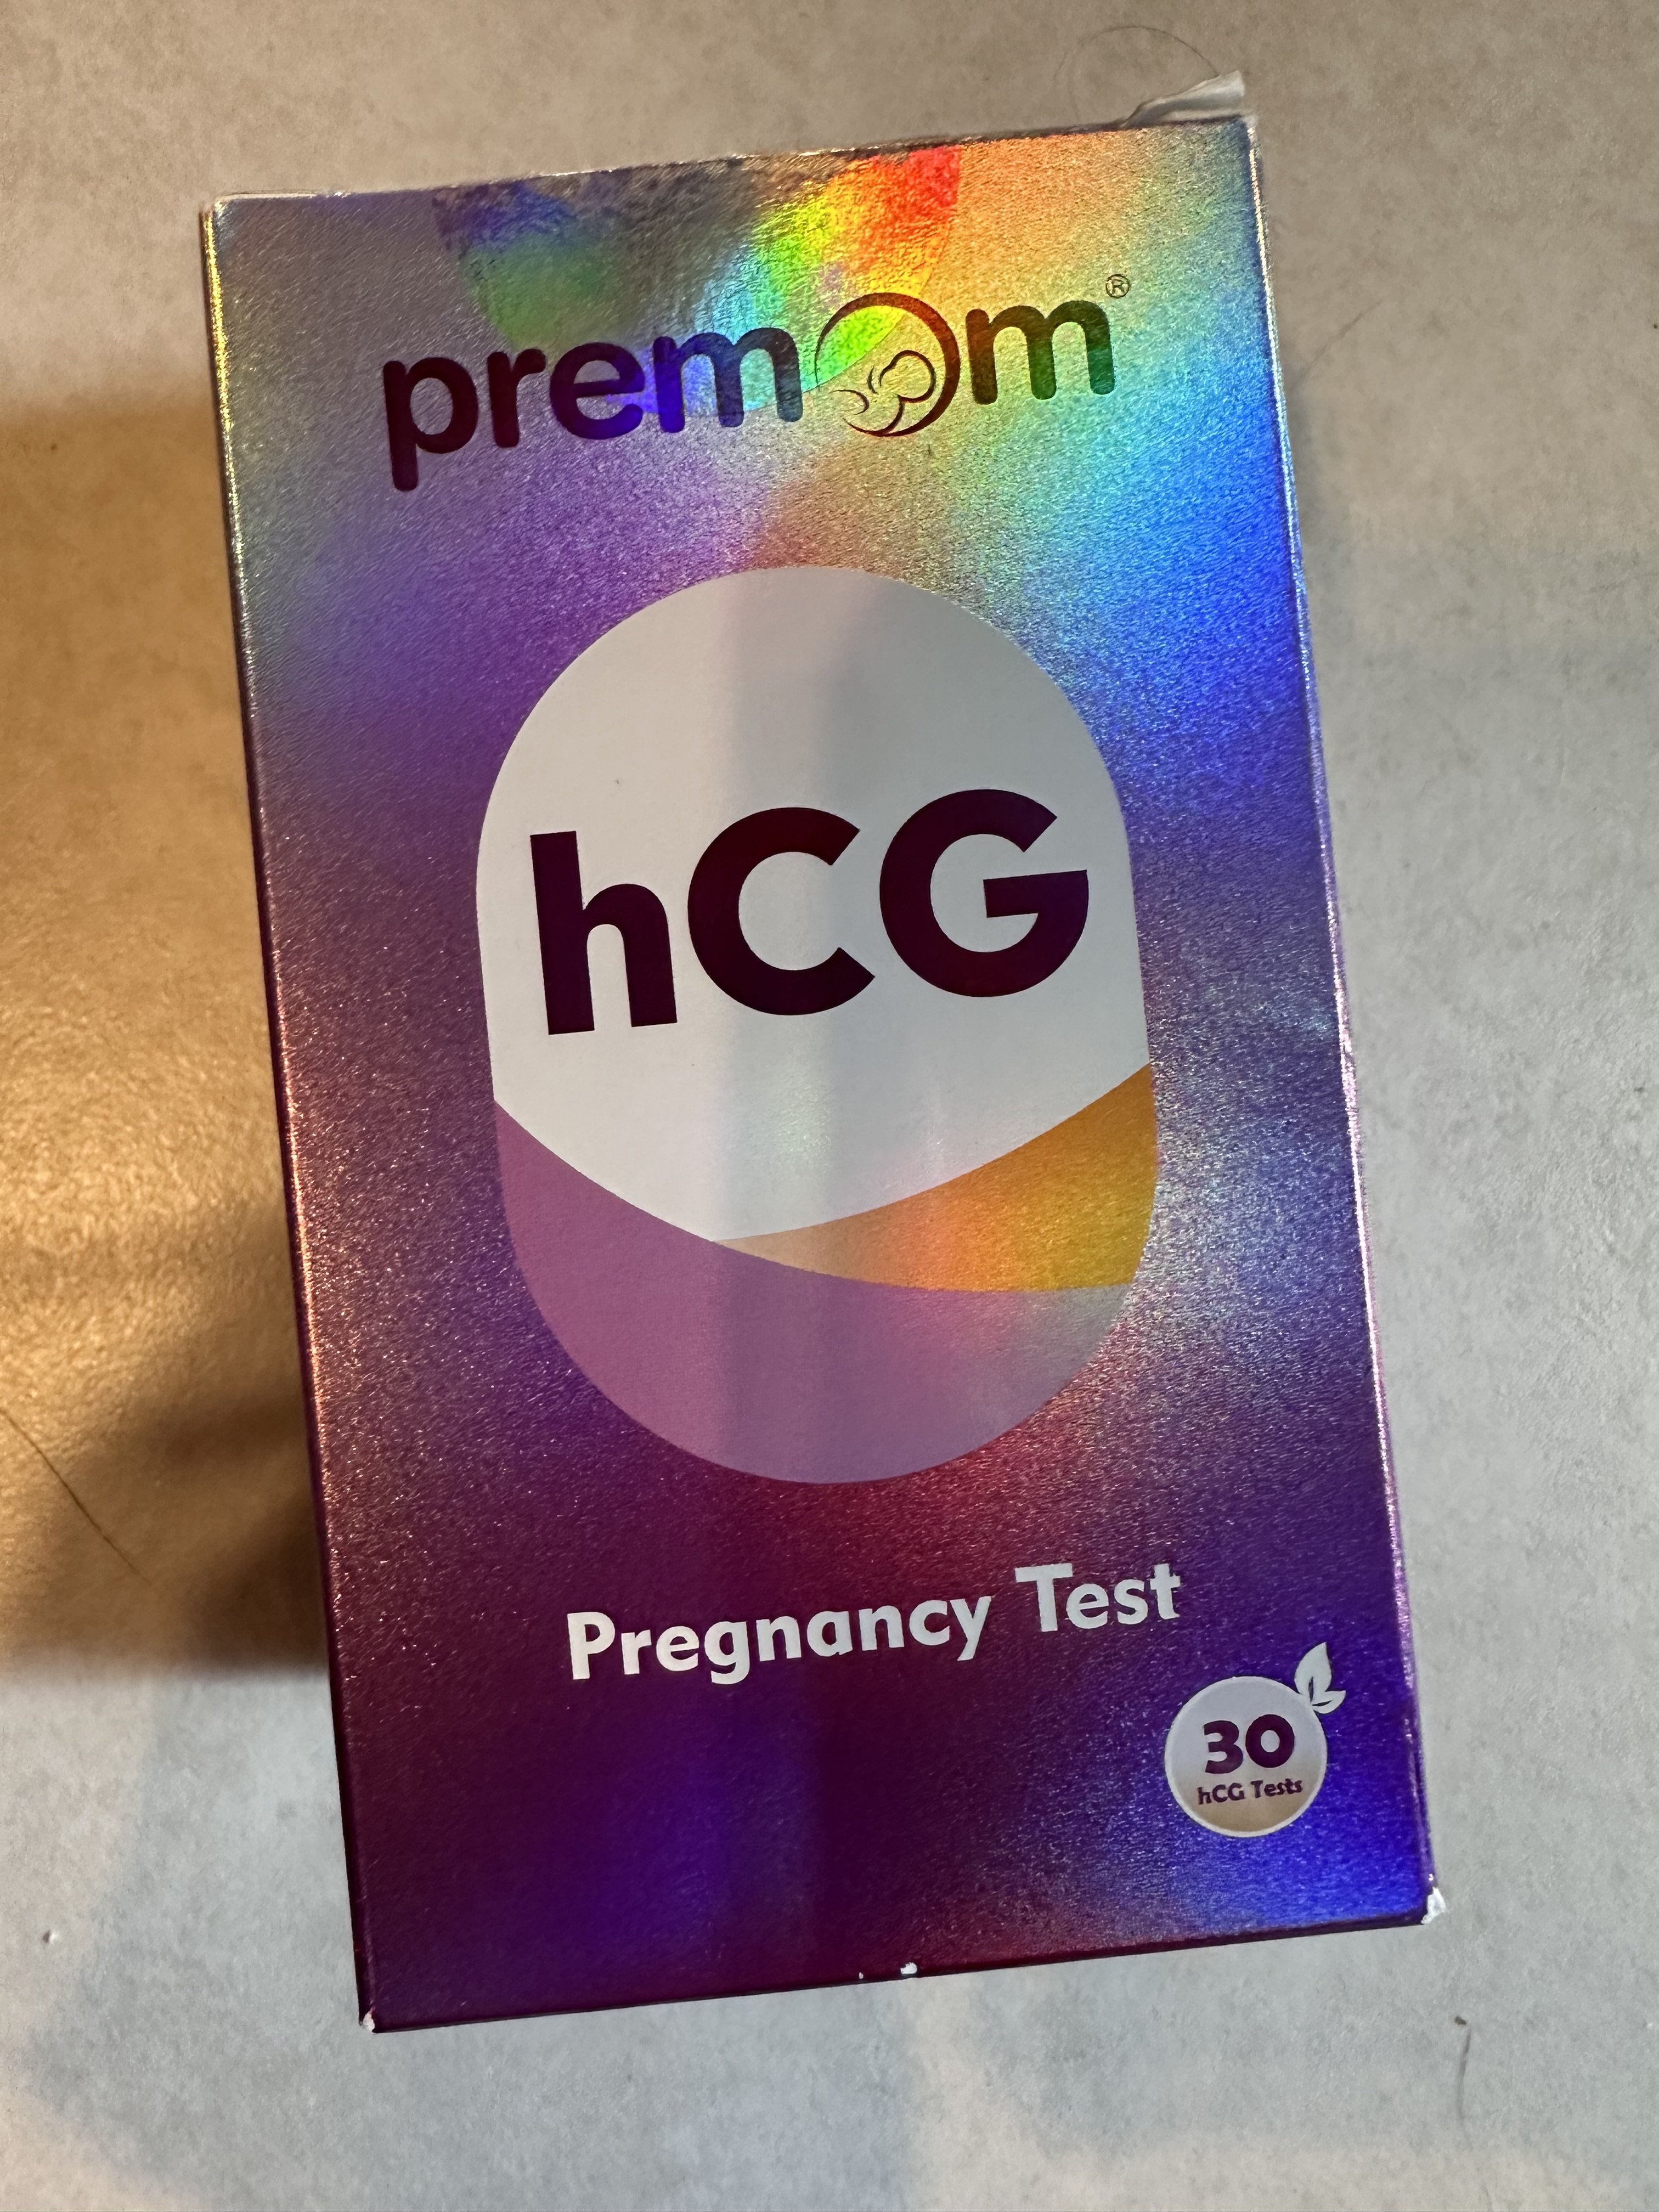 premom®
hCG
Pregnancy Test
30
hCG Tests